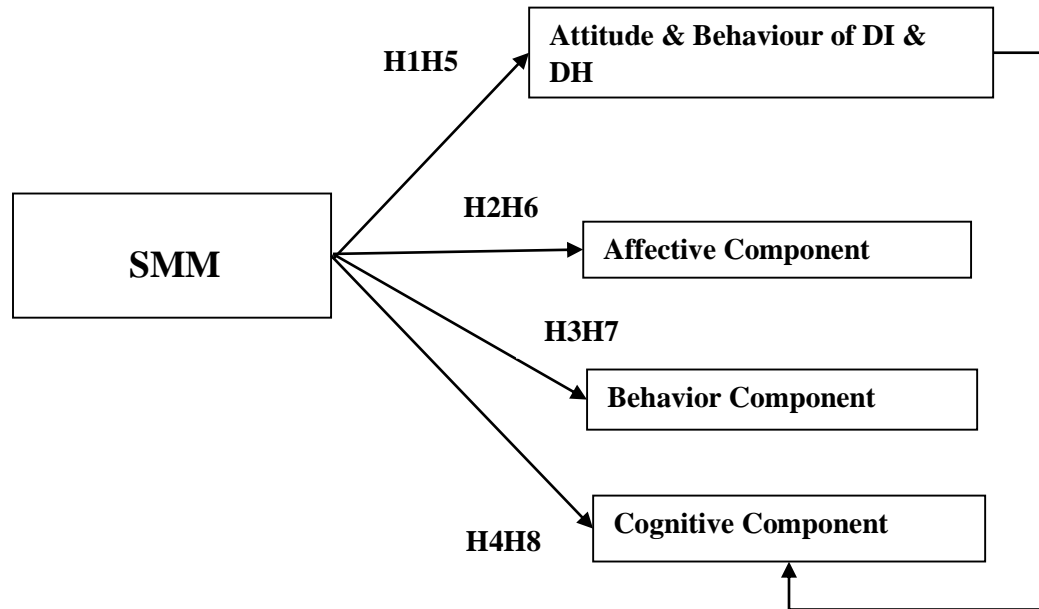 Attitude & Behaviour of DI &
DH
H1H5
H2H6
SMM
Affective Component
H3H7
Behavior Component
Cognitive Component
H4H8